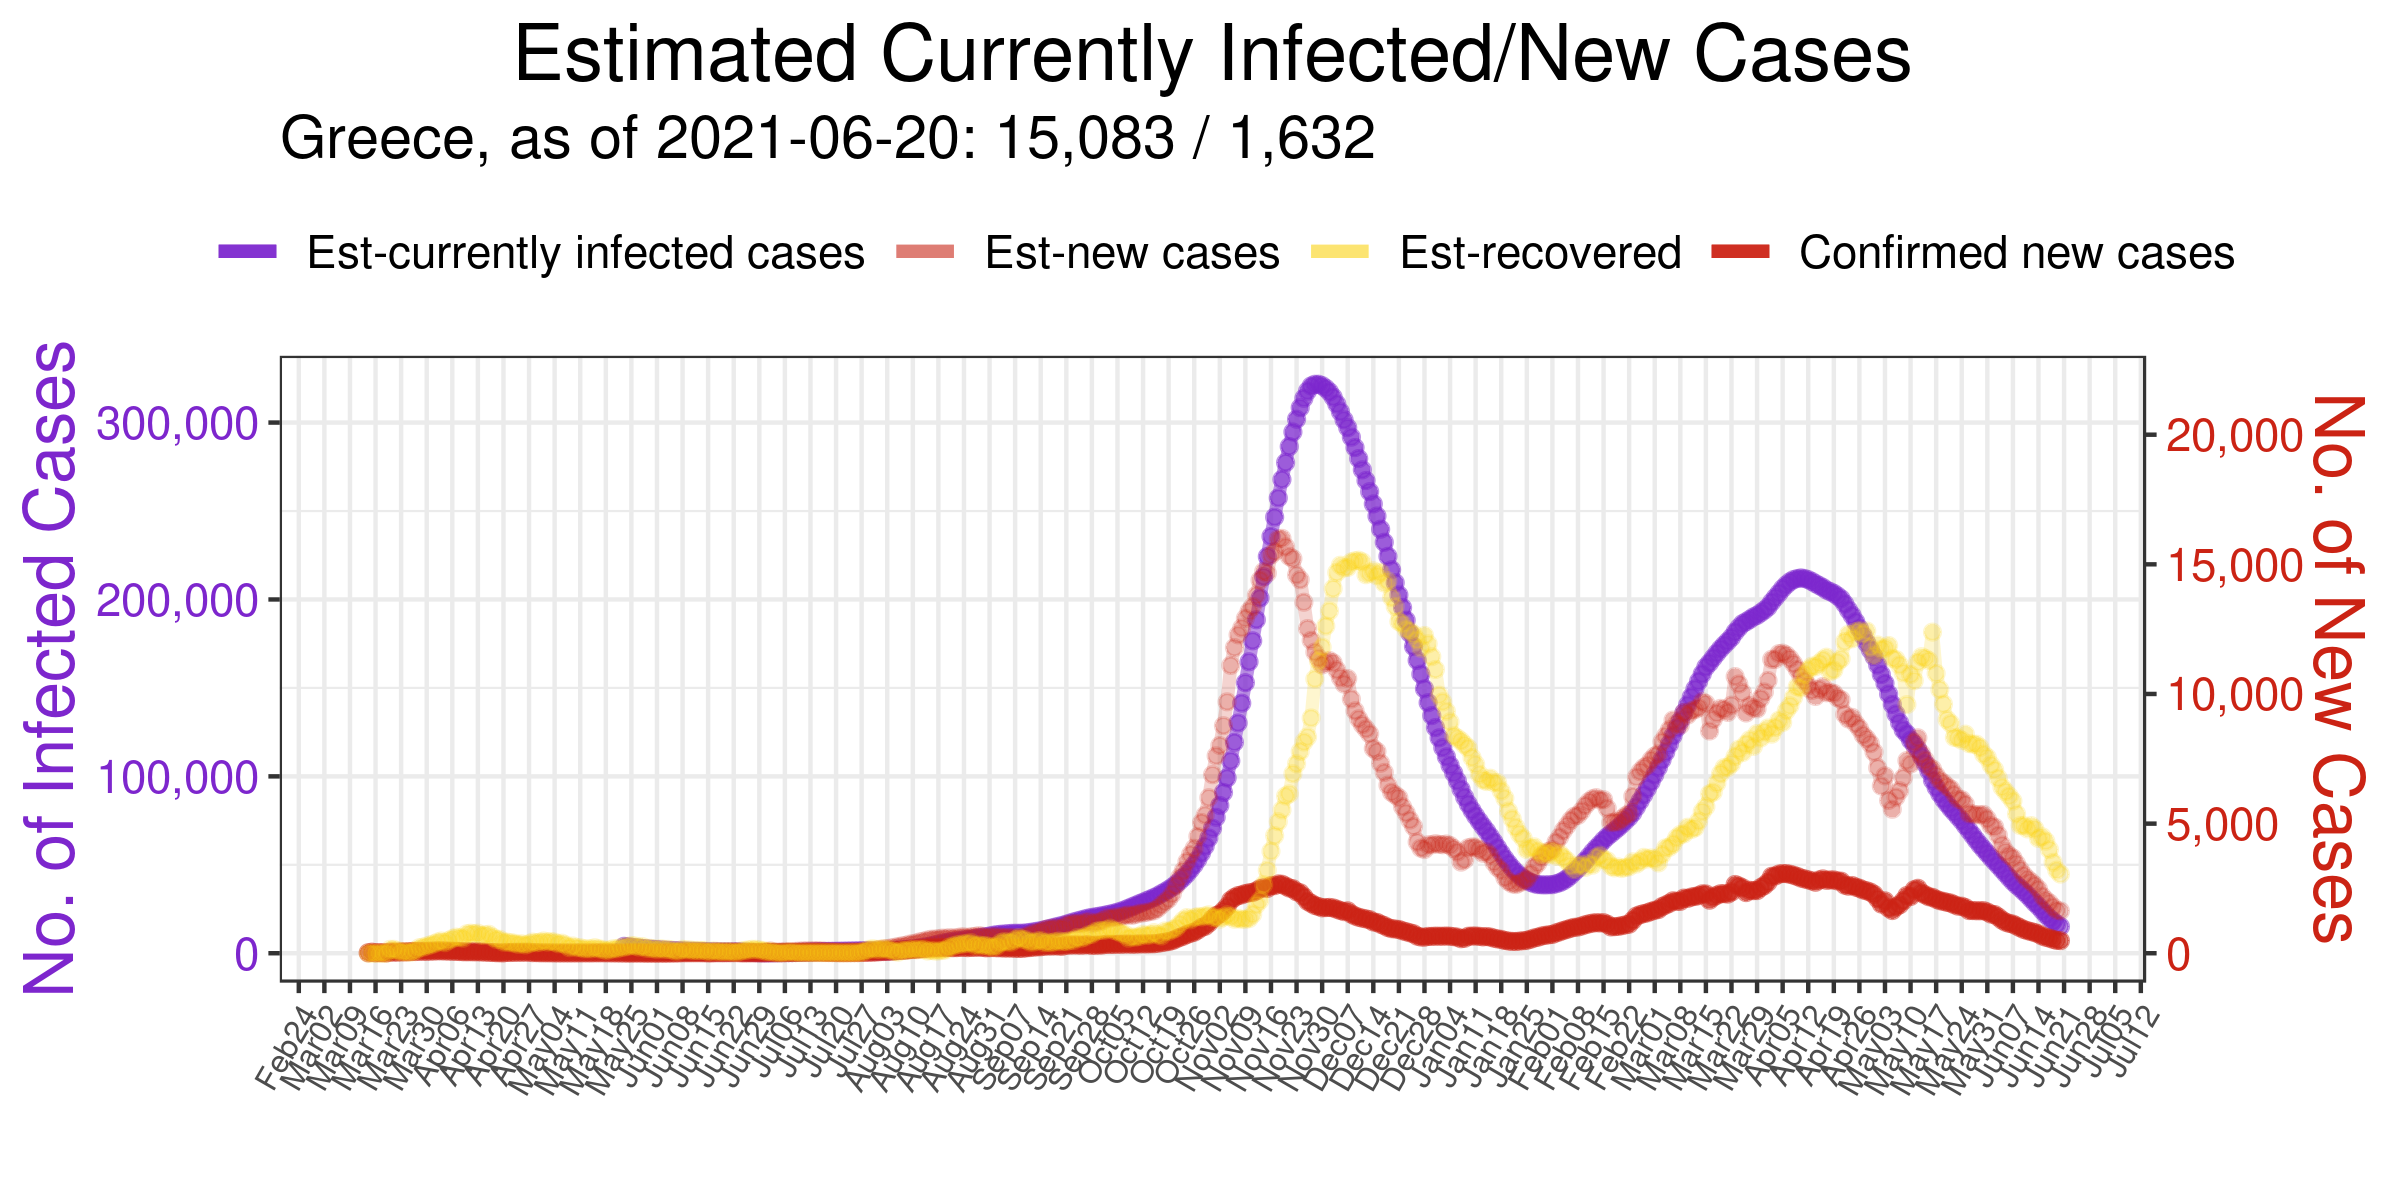 Estimated Currently Infected/New Cases
Greece, as of 2021-06-20: 15,083 / 1,632
Est-currently infected cases Est-new cases Est-recovered Confirmed new cases
No. of Infected Cases
300,000
200,000
100,000
0
20,000
15,000
10,000
5,000
0
No. of New Cases
Feb24 Mar02 Mar09 Mar16 Mar23 Mar30 Apr06 Apr13 Apr20 Apr27 May04 May11 May18 May25 Jun01 Jun08 Jun15 Jun22 Jun29 Jul06 Jul13 Jul20 Jul27 Aug03 Aug10 Aug17 Aug24 Aug31 Sep07 Sep14 Sep21 Sep28 Oct05 Oct12 Oct19 Oct26 Nov02 Nov09 Nov16 Nov23 Nov30 Dec07 Dec14 Dec21 Dec28 Jan04 Jan11 Jan18 Jan25 Feb01 Feb08 Feb15 Feb22 Mar01 Mar08 Mar15 Mar22 Mar29 Apr05 Apr12 Apr19 Apr26 May03 May10 May17 May24 May31 Jun07 Jun14 Jun21 Jun28 Jul05 Jul12